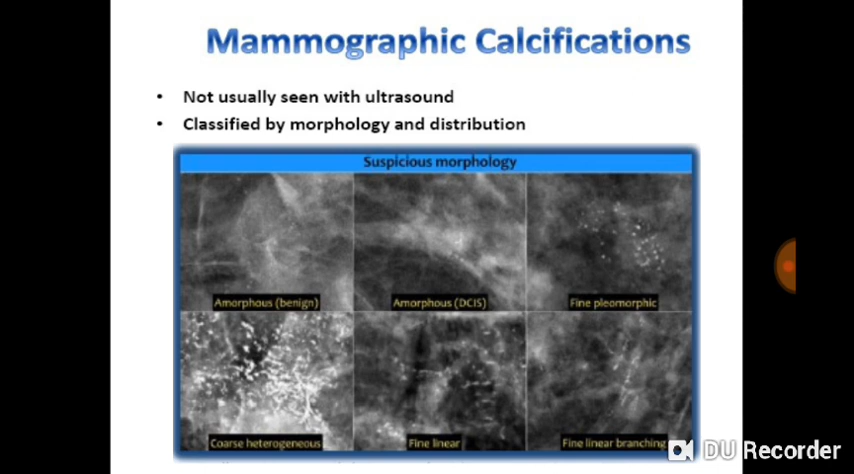 Mammographic Calcifications
• Not usually seen with ultrasound
• Classified by morphology and distribution
Suspicious morphology
Amorphous (benign)
Amorphous (DCIS)
Fine pleomorphic
Coarse heterogeneous
Fine linear
Fine linear branching
DU Recorder